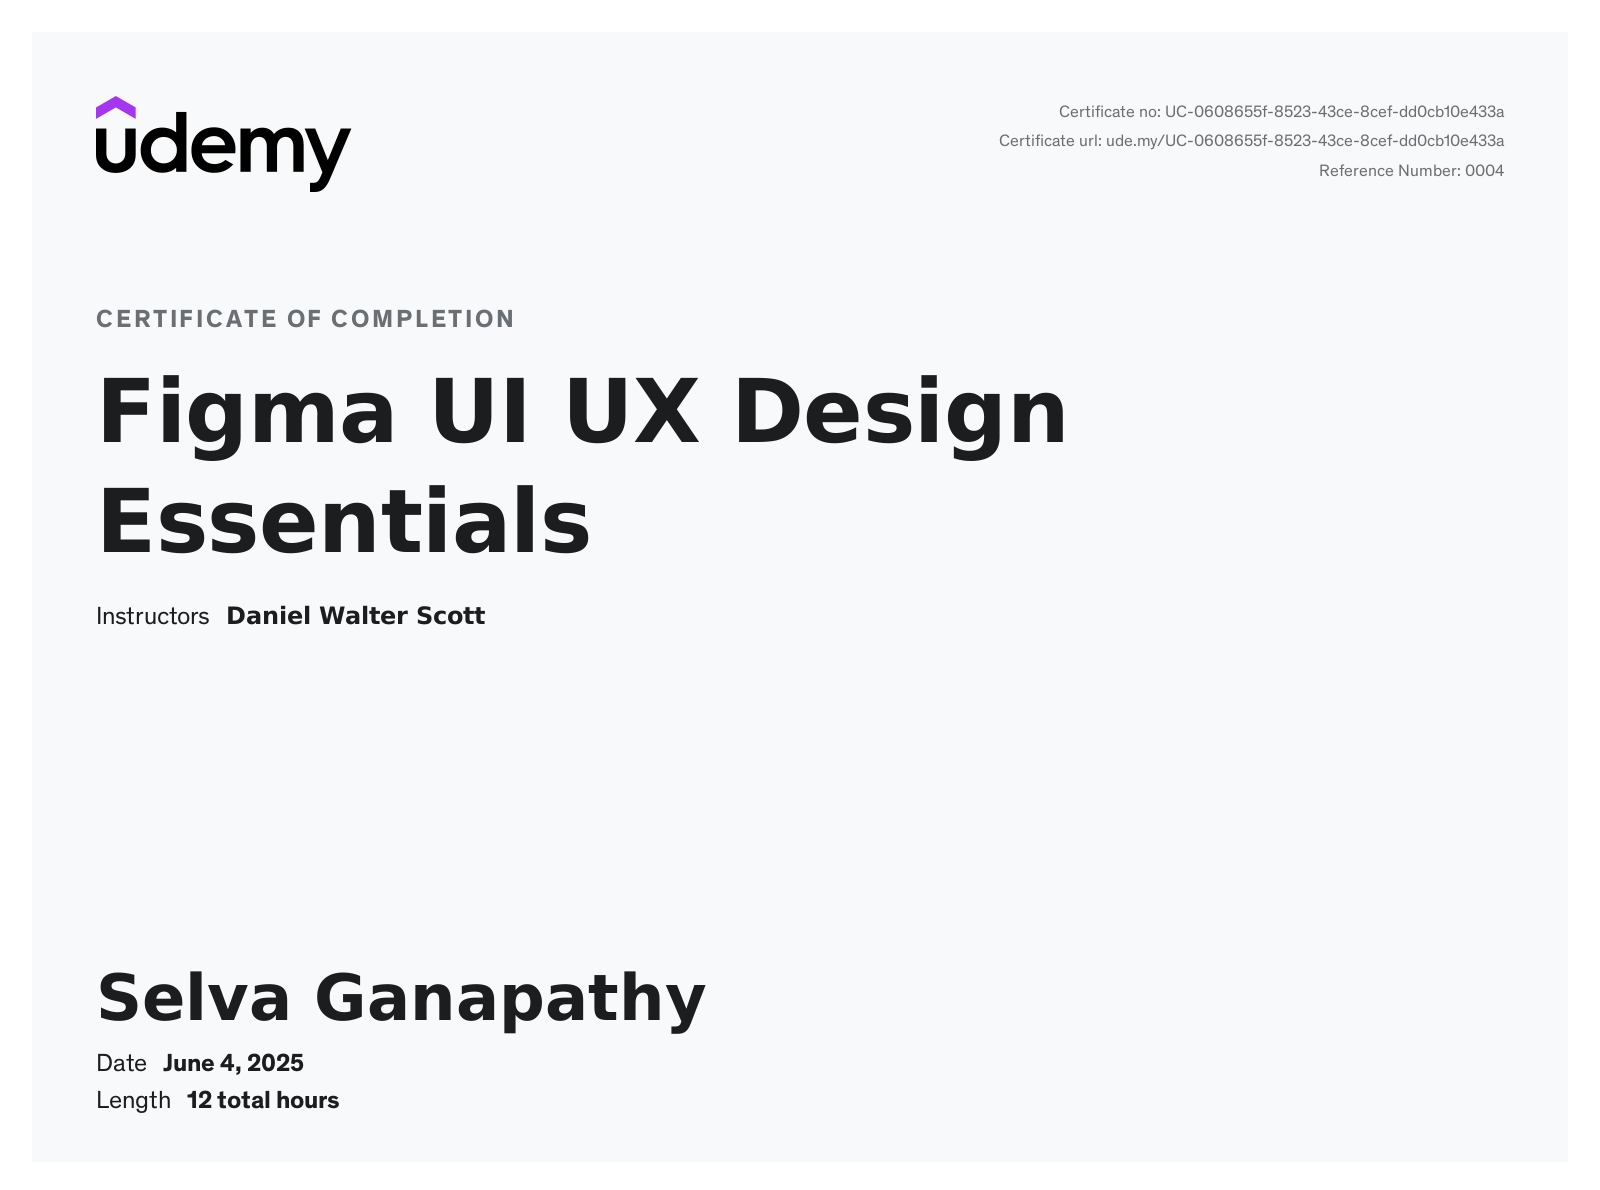 udemy
Certificate no: UC-0608655f-8523-43ce-8cef-dd0cb10e433a
Certificate url: ude.my/UC-0608655f-8523-43ce-8cef-dd0cb10e433a
Reference Number: 0004
CERTIFICATE OF COMPLETION
Figma UI UX Design
Essentials
Instructors Daniel Walter Scott
Selva Ganapathy
Date June 4, 2025
Length 12 total hours